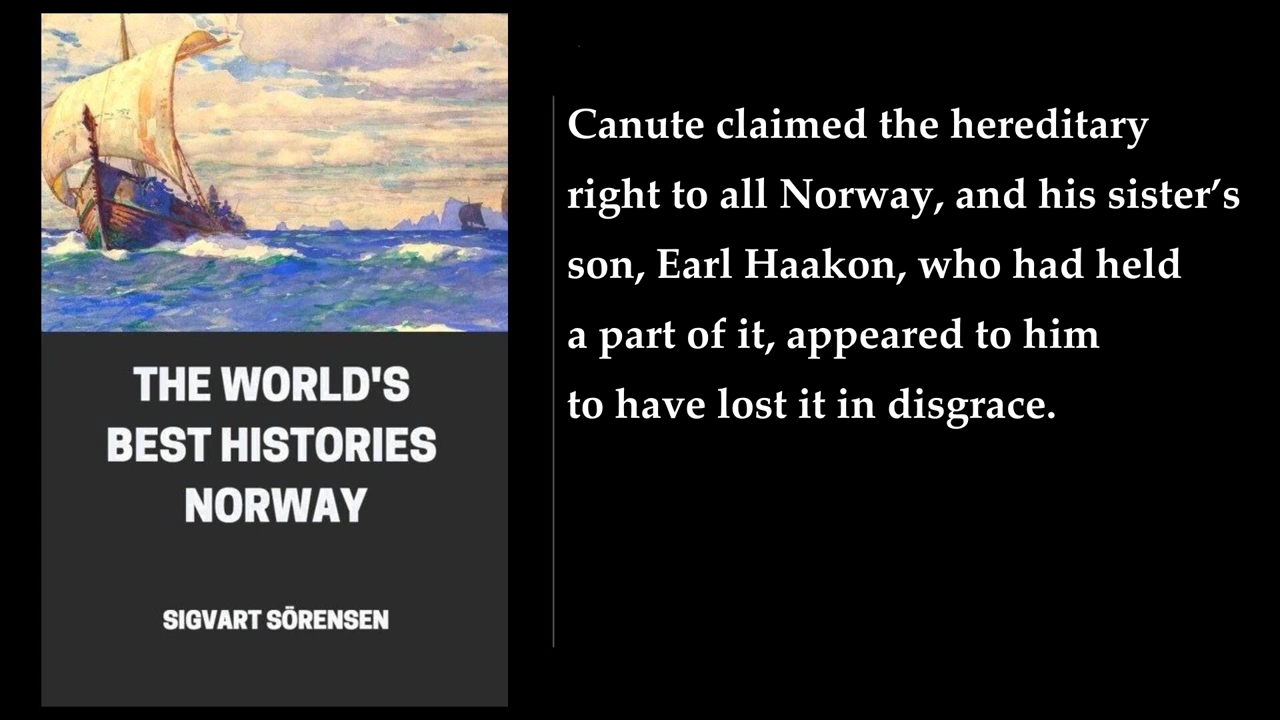 THE WORLD'S
BEST HISTORIES
NORWAY
SIGVART SÖRENSEN
Canute claimed the hereditary
right to all Norway, and his sister’s
son, Earl Haakon, who had held
a part of it, appeared to him
to have lost it in disgrace.